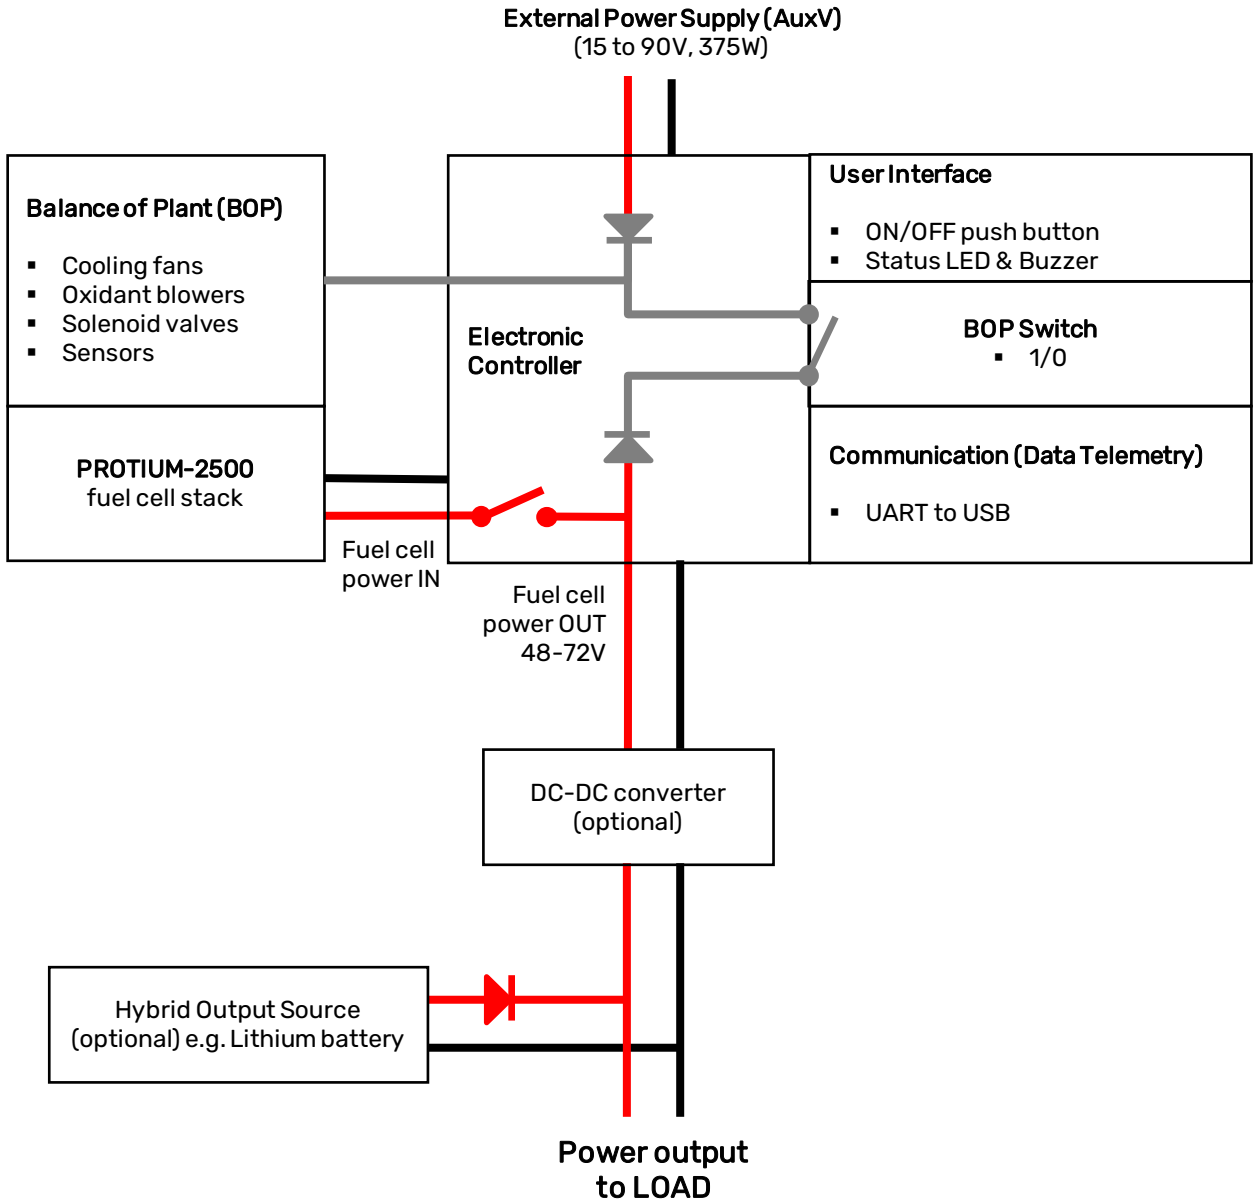 External Power Supply (AuxV)
(15 to 90V, 375W)
Balance of Plant (BOP)
▪ Cooling fans
▪ Oxidant blowers
▪ Solenoid valves
▪ Sensors
PROTIUM-2500
fuel cell stack
Electronic
Controller
User Interface
▪ ON/OFF push button
▪ Status LED & Buzzer
BOP Switch
▪ 1/0
Communication (Data Telemetry)
▪ UART to USB
Fuel cell
power IN
Fuel cell
power OUT
48-72V
DC-DC converter
(optional)
Hybrid Output Source
(optional) e.g. Lithium battery
Power output
to LOAD